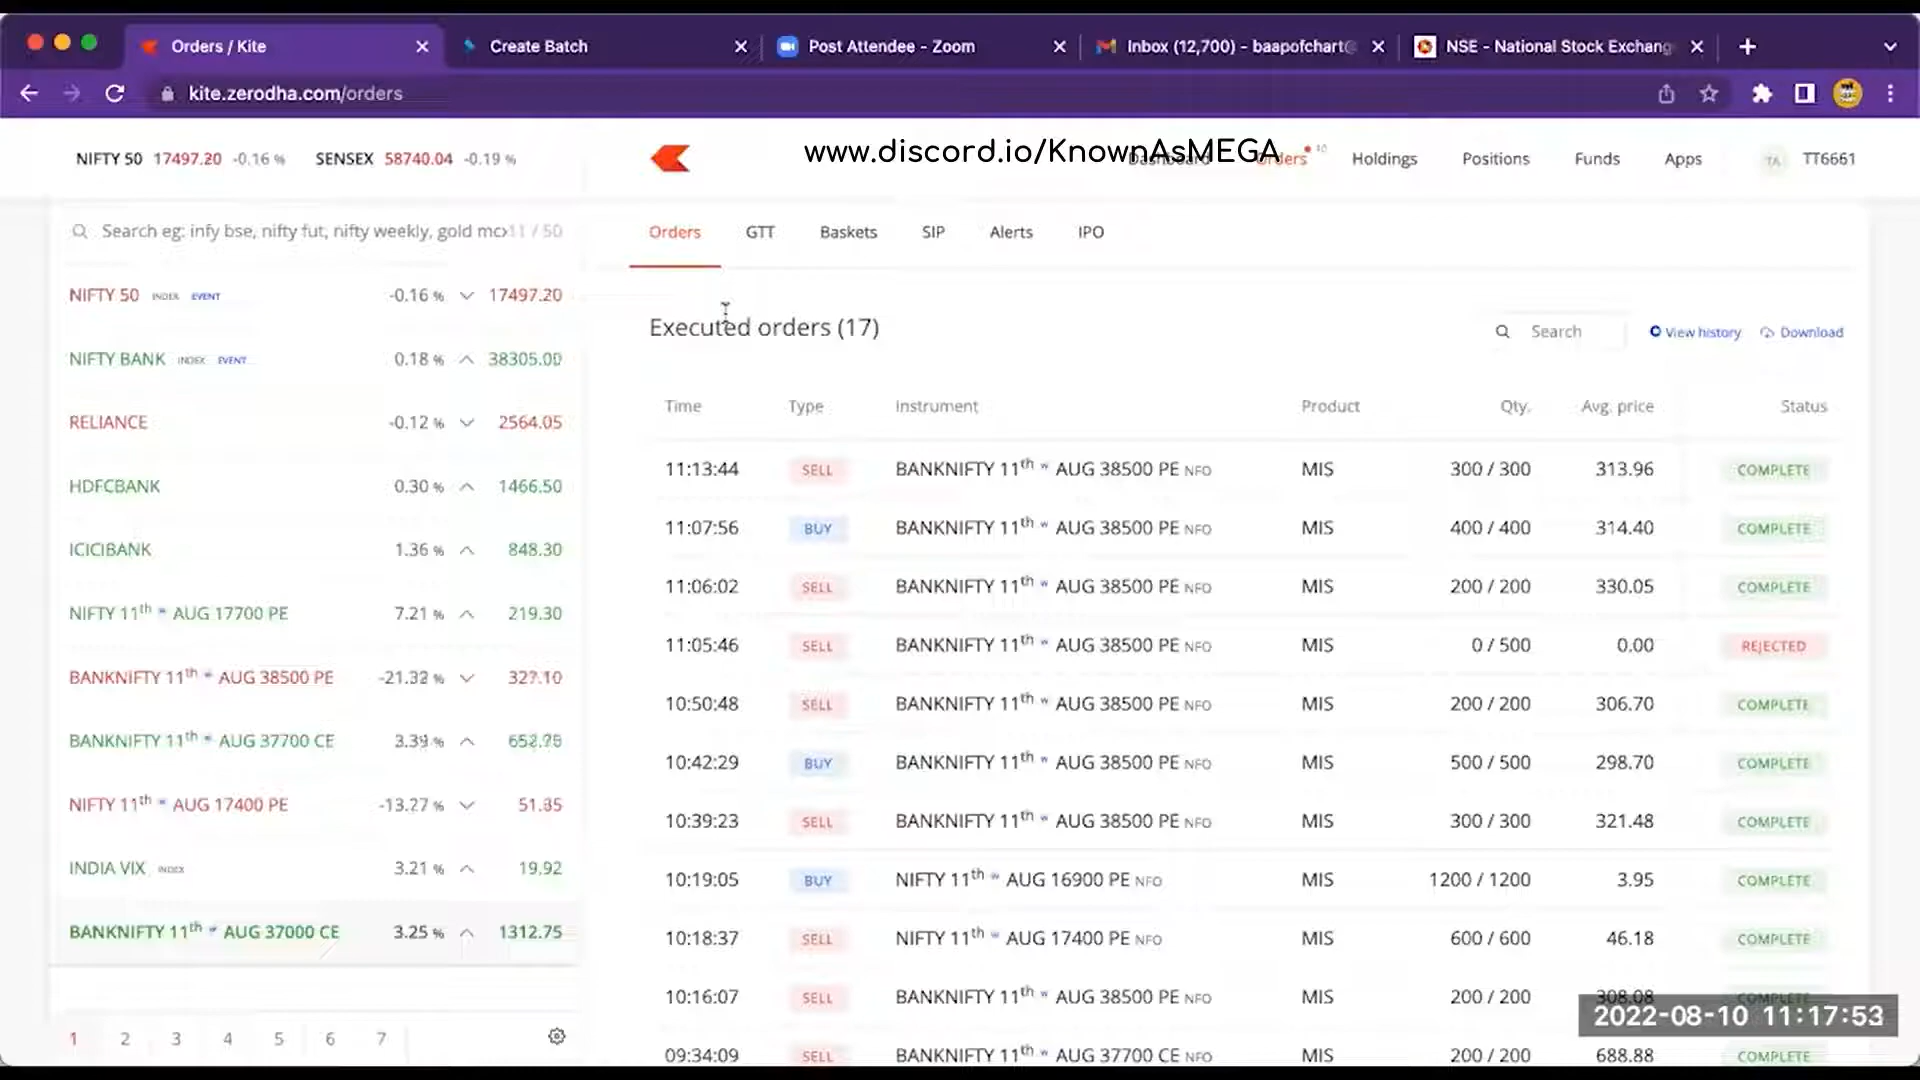 Orders / Kite
Create Batch
Post Attendee - Zoom
Inbox (12,700) - baapofchart@
NSE - National Stock Exchang
kite.zerodha.com/orders
NIFTY 50 17497.20 -0.16 % SENSEX 58740.04 -0.19 %
www.discord.io/KnownAsMEGA
Dashboard Orders 10 Holdings Positions Funds Apps TA TT6661
Search eg: infy bse, nifty fut, nifty weekly, gold mcx 11 / 50
Orders GTT Baskets SIP Alerts IPO
NIFTY 50 INDEX EVENT -0.16 % 17497.20
NIFTY BANK INDEX EVENT 0.18 % 38305.00
RELIANCE -0.12 % 2564.05
HDFCBANK 0.30 % 1466.50
ICICIBANK 1.36 % 848.30
NIFTY 11th w AUG 17700 PE 7.21 % 219.30
BANKNIFTY 11th w AUG 38500 PE -21.32 % 327.10
BANKNIFTY 11th w AUG 37700 CE 3.39 %
NIFTY 11th w AUG 17400 PE -13.27 % 51.35
INDIA VIX INDEX 3.21 % 19.92
BANKNIFTY 11th w AUG 37000 CE 3.25 % 1312.75
1 2 3 4 5 6 7
Executed orders (17)
Search View history Download
Time Type Instrument Product Qty. Avg. price Status
11:13:44 SELL BANKNIFTY 11th w AUG 38500 PE NFO MIS 300 / 300 313.96 COMPLETE
11:07:56 BUY BANKNIFTY 11th w AUG 38500 PE NFO MIS 400 / 400 314.40 COMPLETE
11:06:02 SELL BANKNIFTY 11th w AUG 38500 PE NFO MIS 200 / 200 330.05 COMPLETE
11:05:46 SELL BANKNIFTY 11th w AUG 38500 PE NFO MIS 0 / 500 0.00 REJECTED
10:50:48 SELL BANKNIFTY 11th w AUG 38500 PE NFO MIS 200 / 200 306.70 COMPLETE
10:42:29 BUY BANKNIFTY 11th w AUG 38500 PE NFO MIS 500 / 500 298.70 COMPLETE
10:39:23 SELL BANKNIFTY 11th w AUG 38500 PE NFO MIS 300 / 300 321.48 COMPLETE
10:19:05 BUY NIFTY 11th w AUG 16900 PE NFO MIS 1200 / 1200 3.95 COMPLETE
10:18:37 SELL NIFTY 11th w AUG 17400 PE NFO MIS 600 / 600 46.18 COMPLETE
10:16:07 SELL BANKNIFTY 11th w AUG 38500 PE NFO MIS 200 / 200 308.08 COMPLETE
2022-08-10 11:17:53
09:34:09 SELL BANKNIFTY 11th w AUG 37700 CE NFO MIS 200 / 200 688.88 COMPLETE